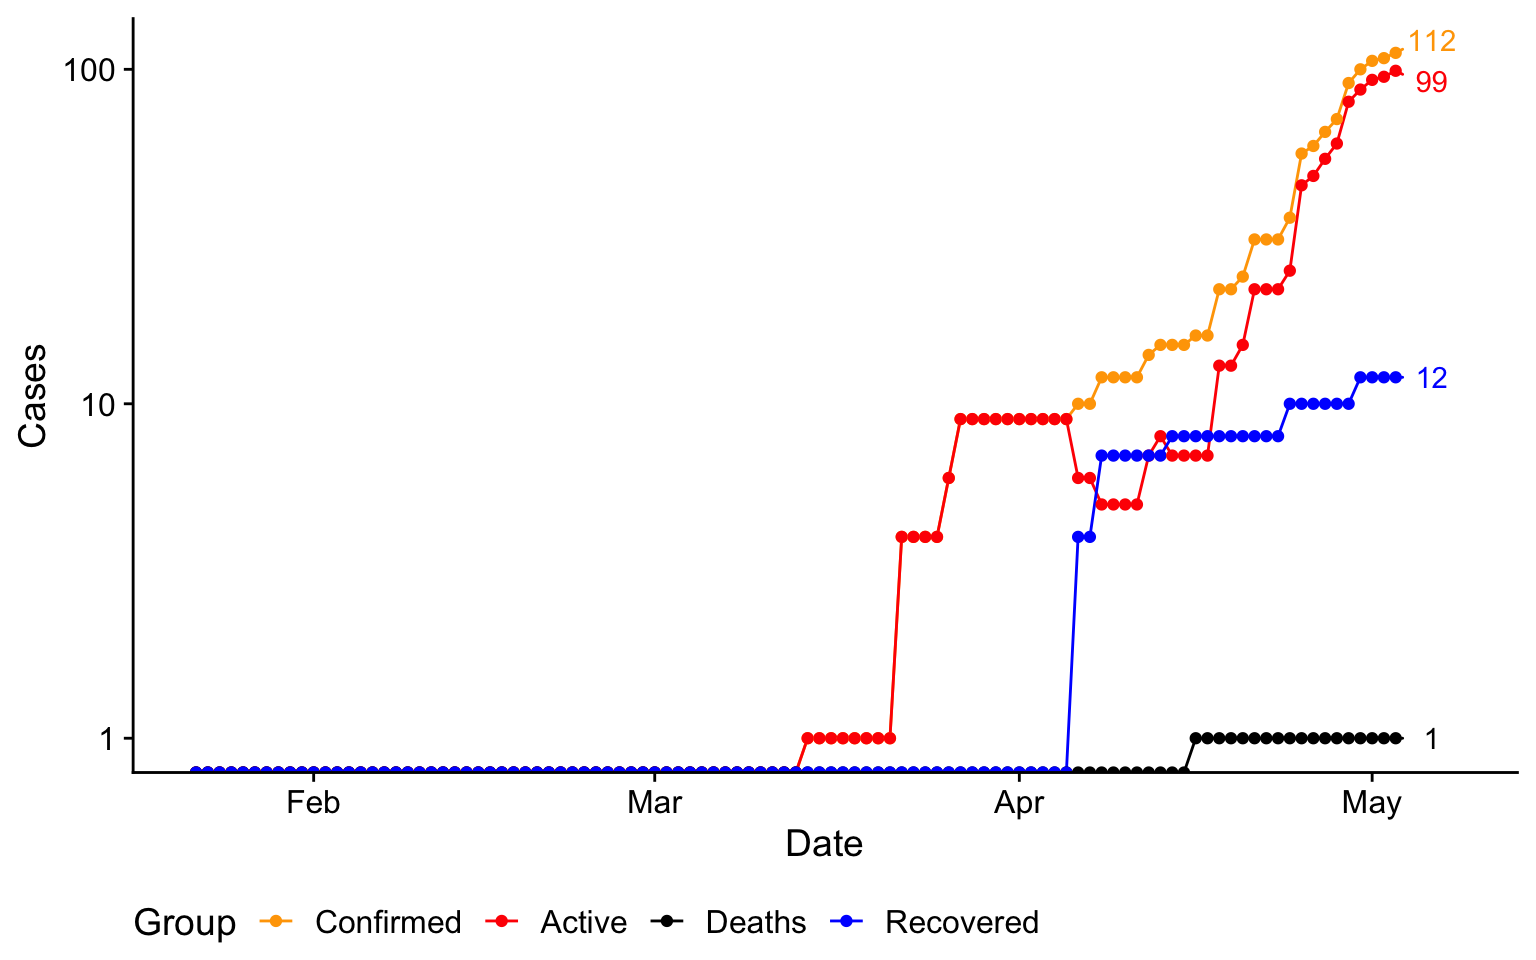 112
100
99
Cases
12
10
1
1
Feb Mar Apr May
Date
Group Confirmed Active Deaths Recovered